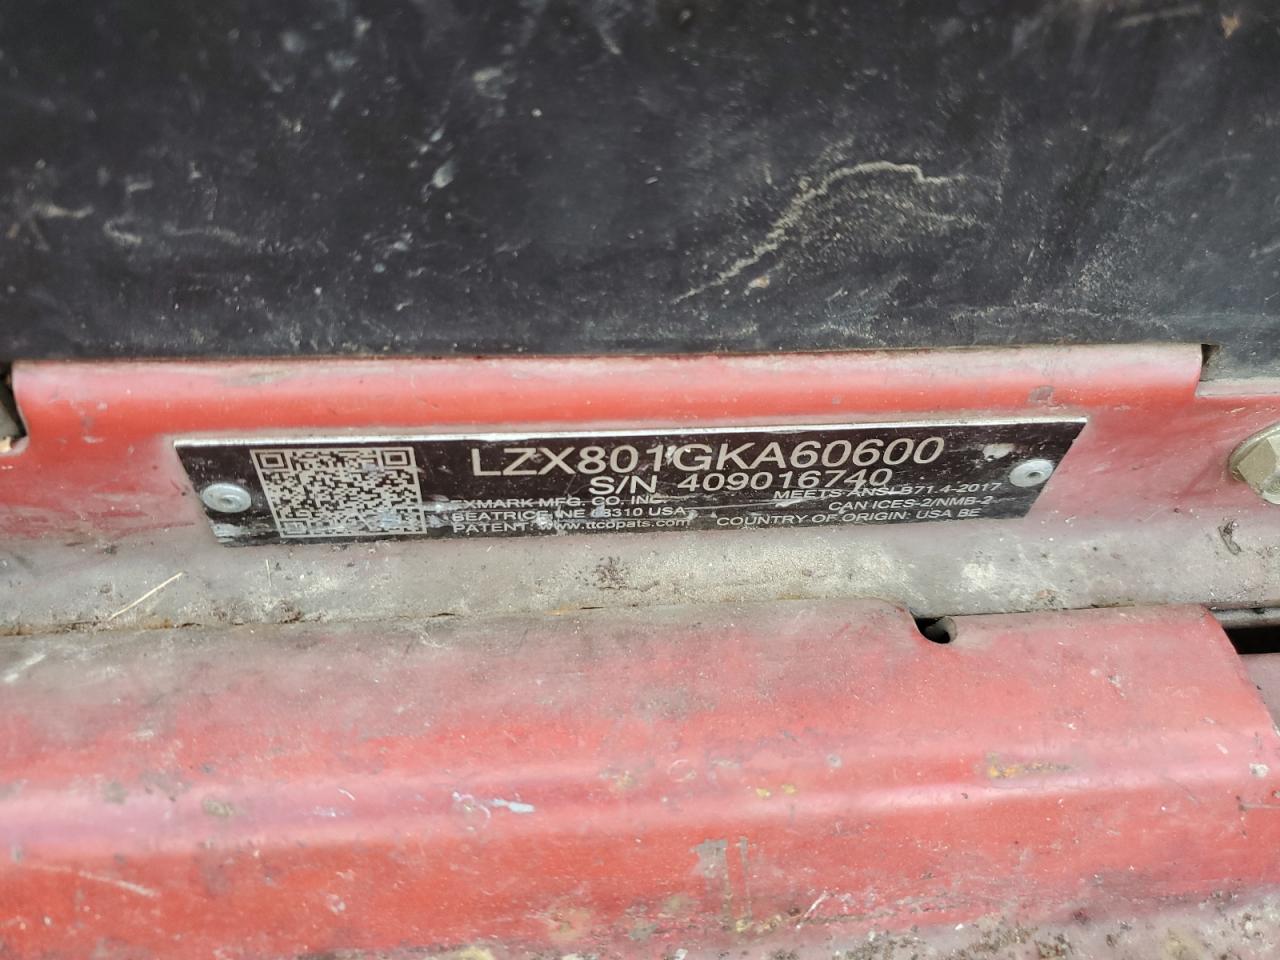 LZX801GKA60600
S/N 409016740
EXMARK MFG. CO. INC.
BEATRICE, NE 68310 USA
PATENT: www.ttcopats.com
MEETS ANSI B71.4-2017
CAN ICES-2/NMB-2
COUNTRY OF ORIGIN: USA BE